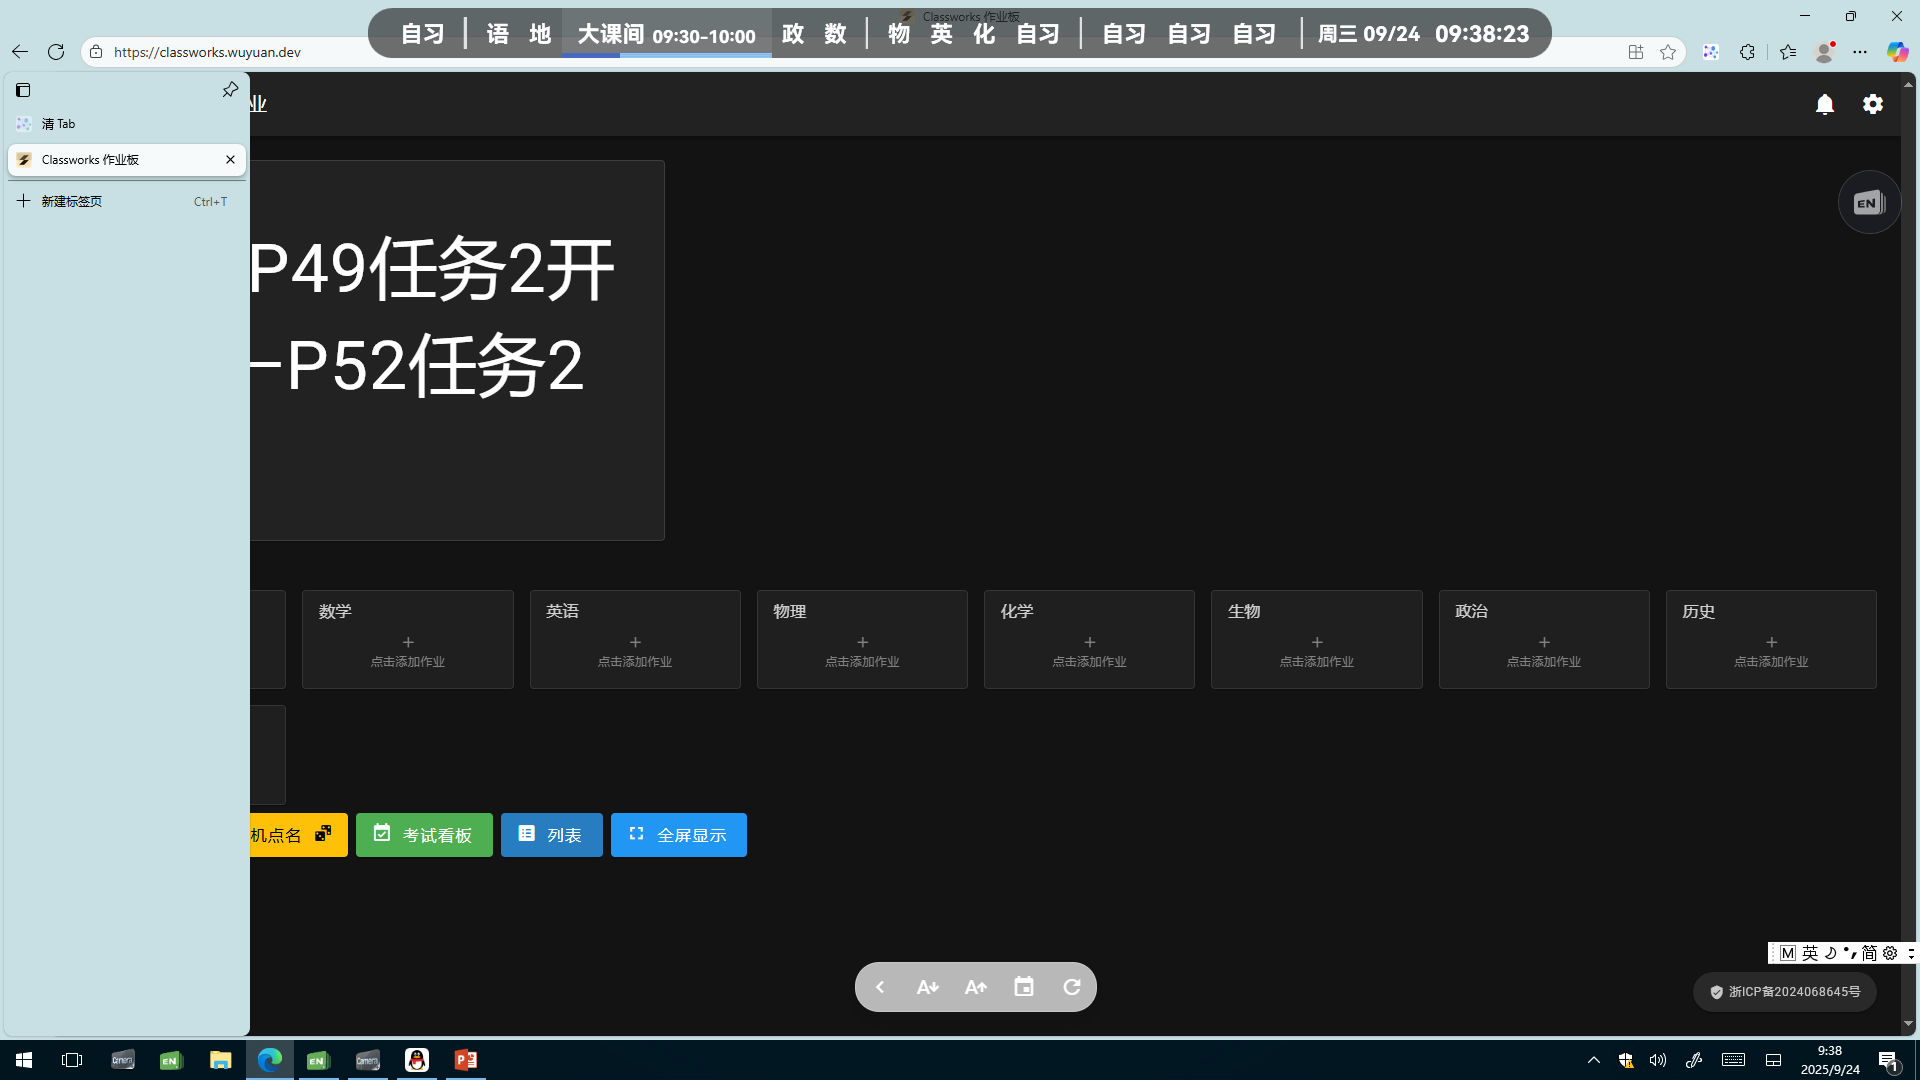 Classworks 作业板
自习 | 语 地 大课间 09:30-10:00 政 数 | 物 英 化 自习 | 自习 自习 自习 | 周三 09/24 09:38:23
https://classworks.wuyuan.dev
清 Tab
Classworks 作业板
新建标签页 Ctrl+T
业
EN
P49任务2开
–P52任务2
数学
英语
物理
化学
生物
政治
历史
点击添加作业
点击添加作业
点击添加作业
点击添加作业
点击添加作业
点击添加作业
点击添加作业
机点名
考试看板
列表
全屏显示
M 英 简
浙ICP备2024068645号
Camera
EN
EN
Camera
P
9:38
2025/9/24
1